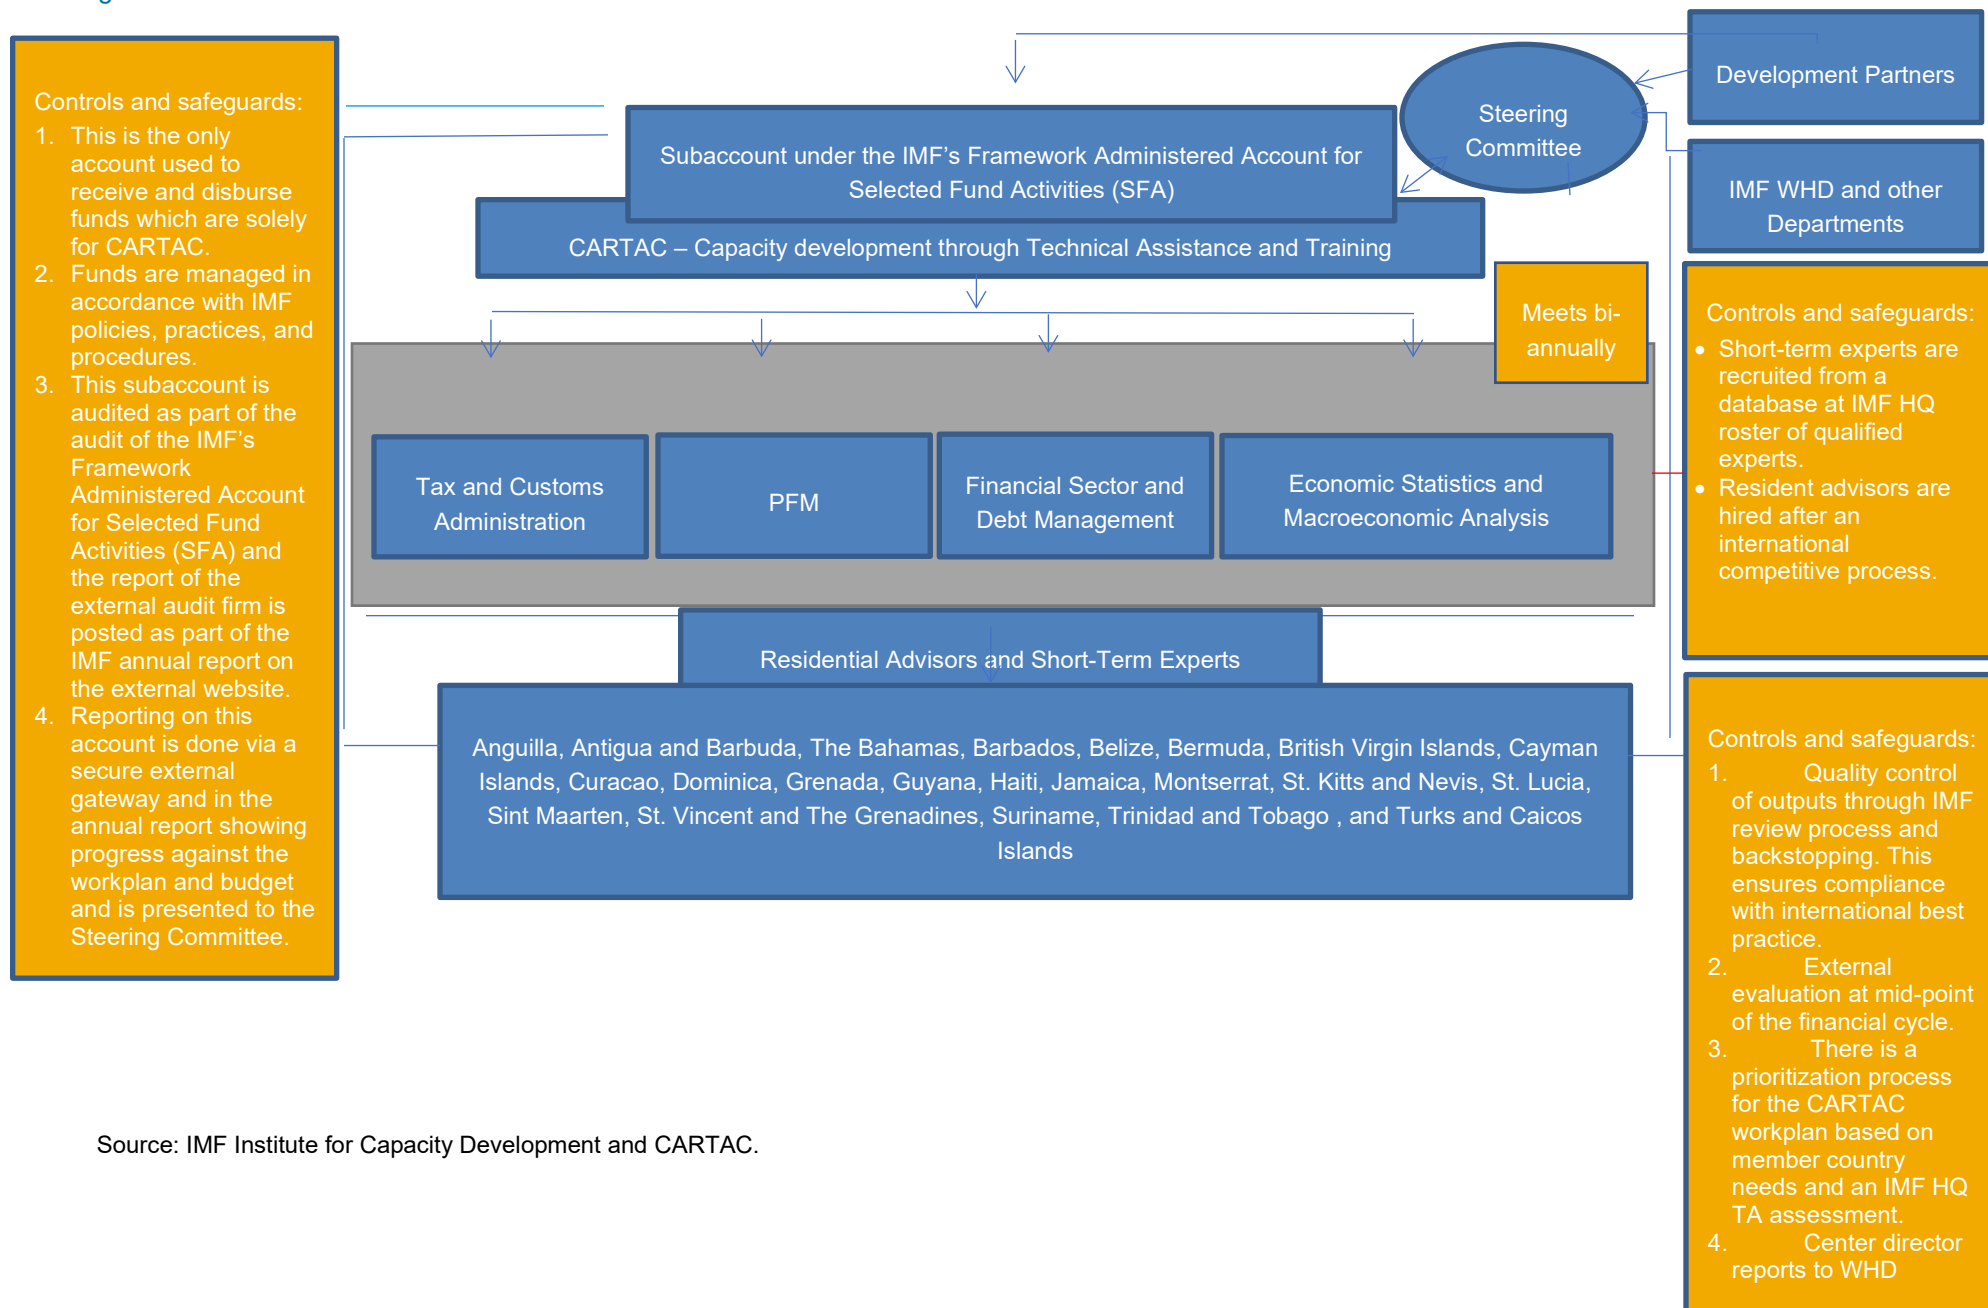 Controls and safeguards:
1. This is the only
account used to
receive and disburse
funds which are solely
for CARTAC.
2. Funds are managed in
accordance with IMF
policies, practices, and
procedures.
3. This subaccount is
audited as part of the
audit of the IMF's
Framework
Administered Account
for Selected Fund
Activities (SFA) and
the report of the
external audit firm is
posted as part of the
IMF annual report on
the external website.
4. Reporting on this
account is done via a
secure external
gateway and in the
annual report showing
progress against the
workplan and budget
and is presented to the
Steering Committee.
Subaccount under the IMF's Framework Administered Account for
Selected Fund Activities (SFA)
CARTAC – Capacity development through Technical Assistance and Training
Steering
Committee
Development Partners
IMF WHD and other
Departments
Meets bi-
annually
Tax and Customs
Administration
PFM
Financial Sector and
Debt Management
Economic Statistics and
Macroeconomic Analysis
Controls and safeguards:
• Short-term experts are
recruited from a
database at IMF HQ
roster of qualified
experts.
• Resident advisors are
hired after an
international
competitive process.
Residential Advisors and Short-Term Experts
Anguilla, Antigua and Barbuda, The Bahamas, Barbados, Belize, Bermuda, British Virgin Islands, Cayman
Islands, Curacao, Dominica, Grenada, Guyana, Haiti, Jamaica, Montserrat, St. Kitts and Nevis, St. Lucia,
Sint Maarten, St. Vincent and The Grenadines, Suriname, Trinidad and Tobago , and Turks and Caicos
Islands
Controls and safeguards:
1. Quality control
of outputs through IMF
review process and
backstopping. This
ensures compliance
with international best
practice.
2. External
evaluation at mid-point
of the financial cycle.
3. There is a
prioritization process
for the CARTAC
workplan based on
member country
needs and an IMF HQ
TA assessment.
4. Center director
reports to WHD
Source: IMF Institute for Capacity Development and CARTAC.